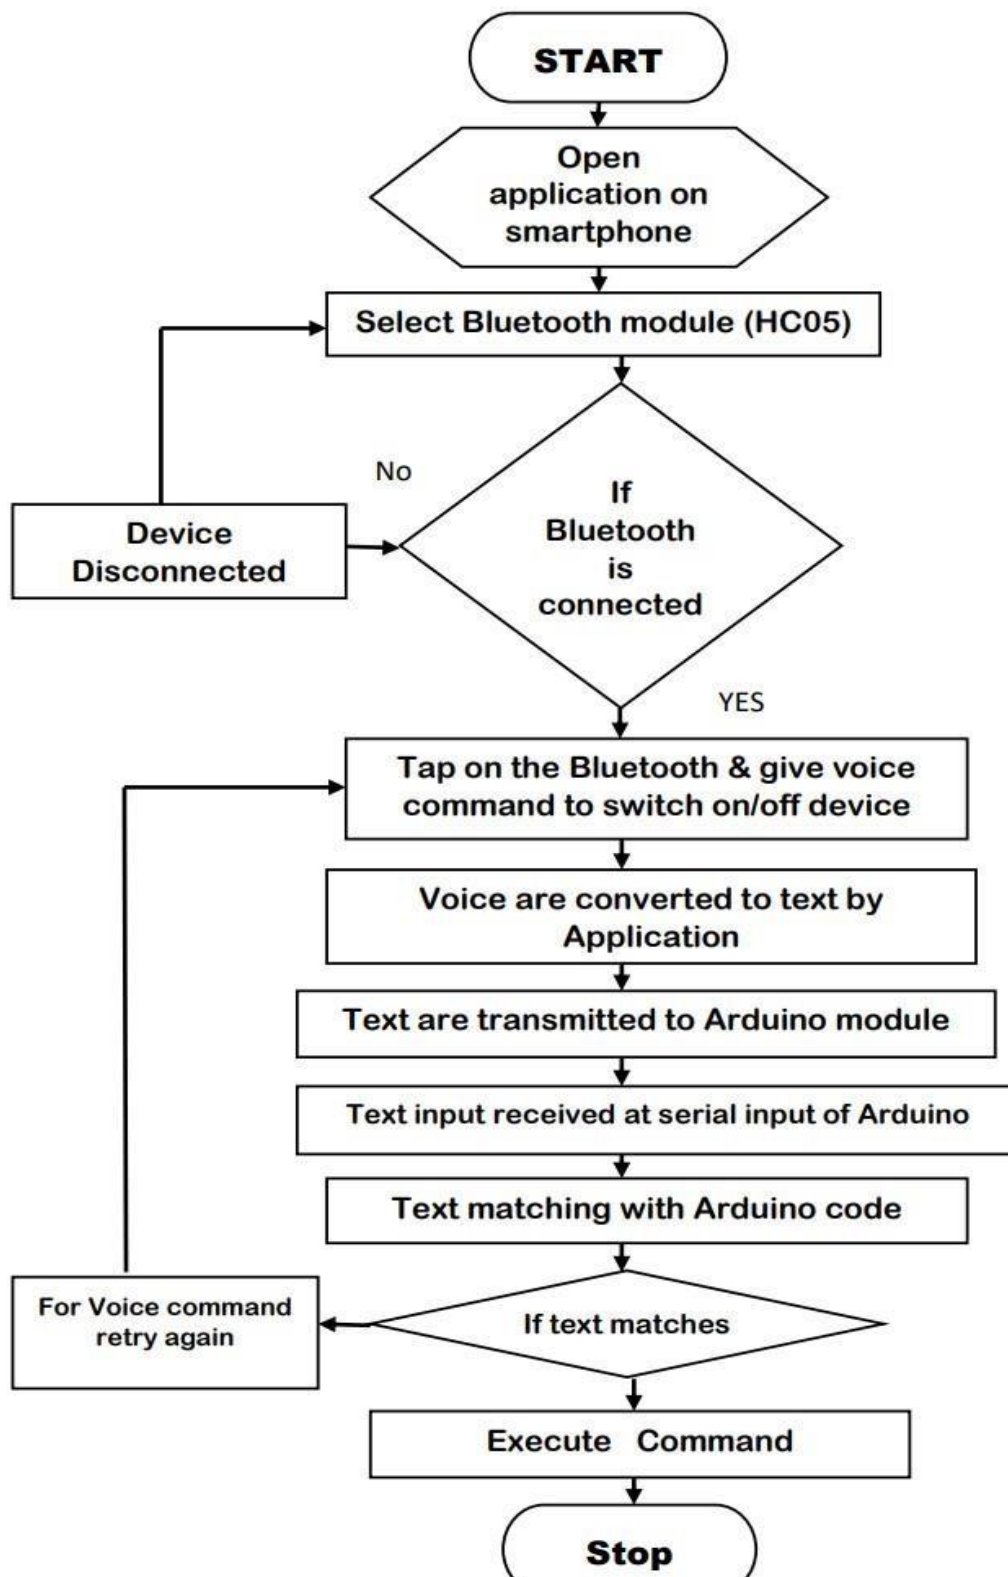 START
Open
application on
smartphone
Select Bluetooth module (HC05)
No
If
Bluetooth
is
connected
Device
Disconnected
YES
Tap on the Bluetooth & give voice
command to switch on/off device
Voice are converted to text by
Application
Text are transmitted to Arduino module
Text input received at serial input of Arduino
Text matching with Arduino code
For Voice command
retry again
If text matches
Execute Command
Stop